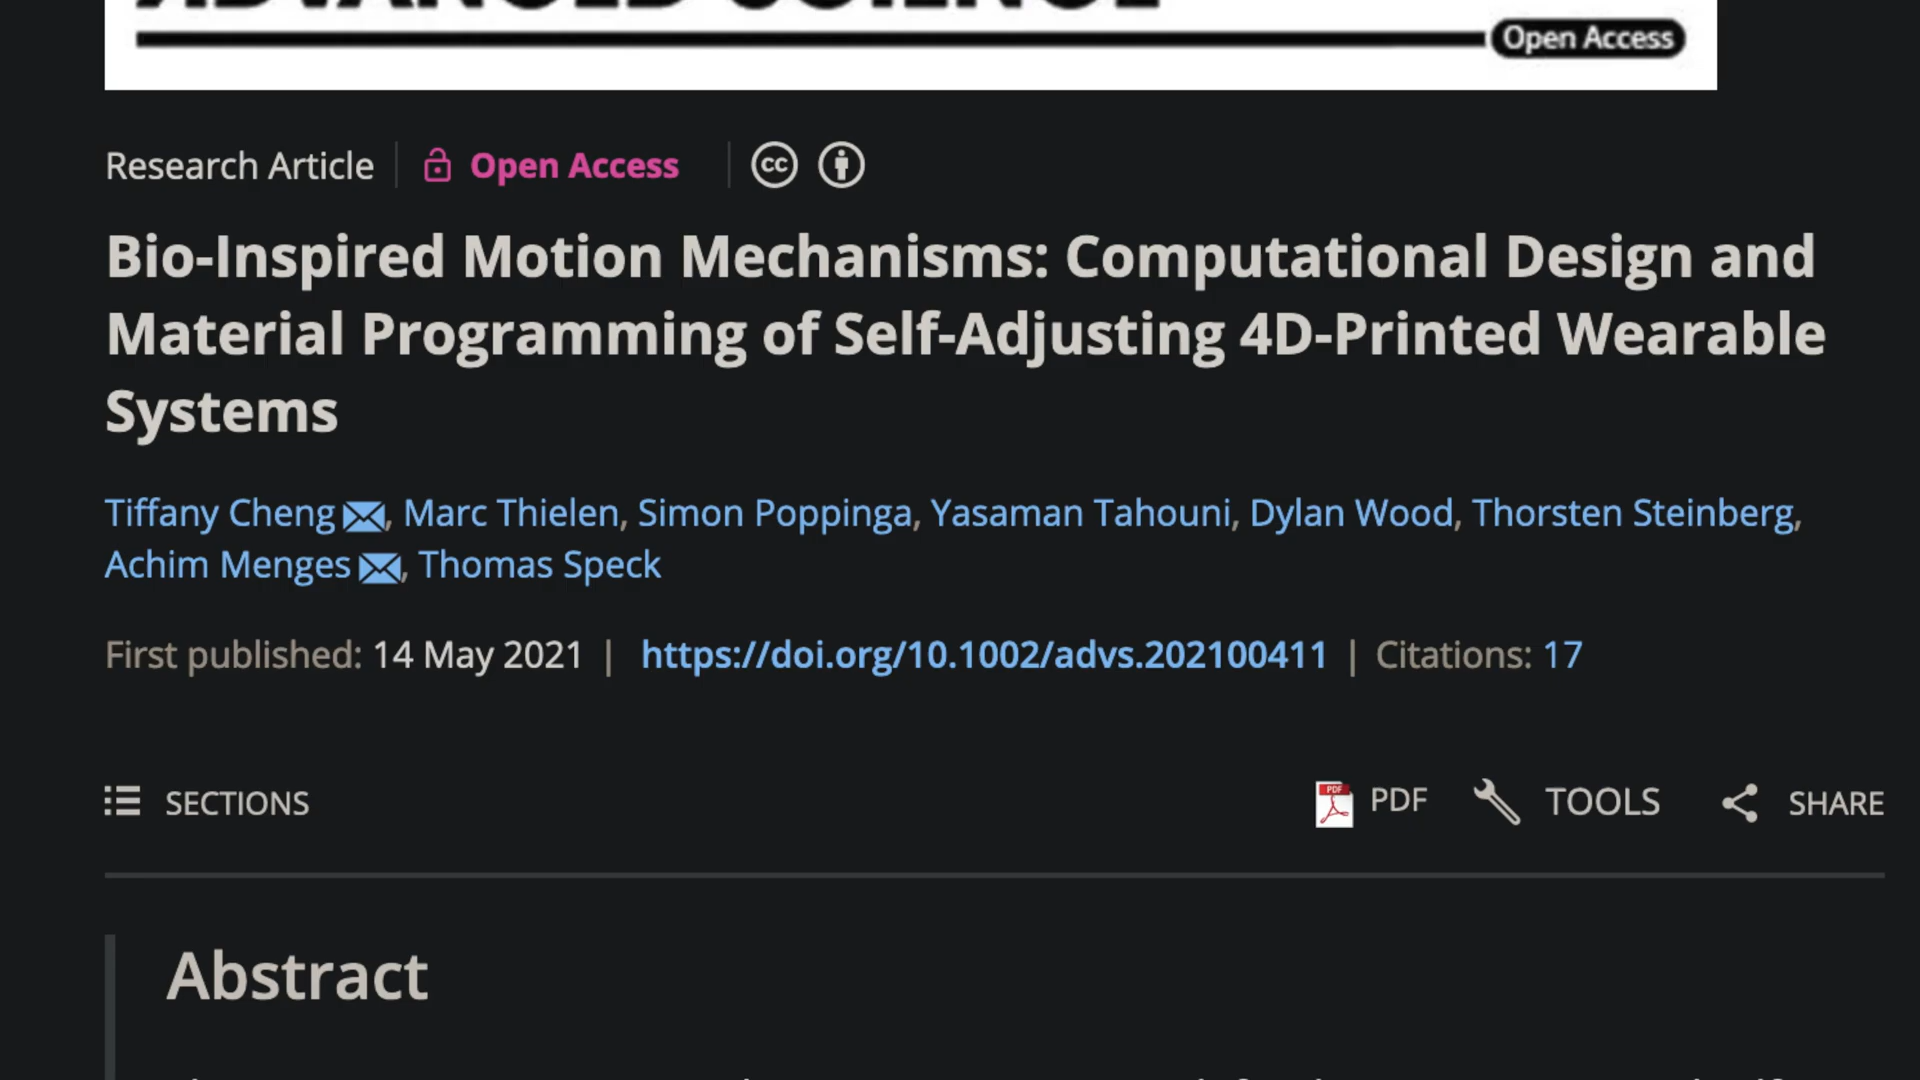 ADVANCED SCIENCE
Open Access
Research Article
Open Access
Bio-Inspired Motion Mechanisms: Computational Design and
Material Programming of Self-Adjusting 4D-Printed Wearable
Systems
Tiffany Cheng, Marc Thielen, Simon Poppinga, Yasaman Tahouni, Dylan Wood, Thorsten Steinberg,
Achim Menges, Thomas Speck
First published: 14 May 2021 | https://doi.org/10.1002/advs.202100411 | Citations: 17
SECTIONS
PDF
TOOLS
SHARE
Abstract